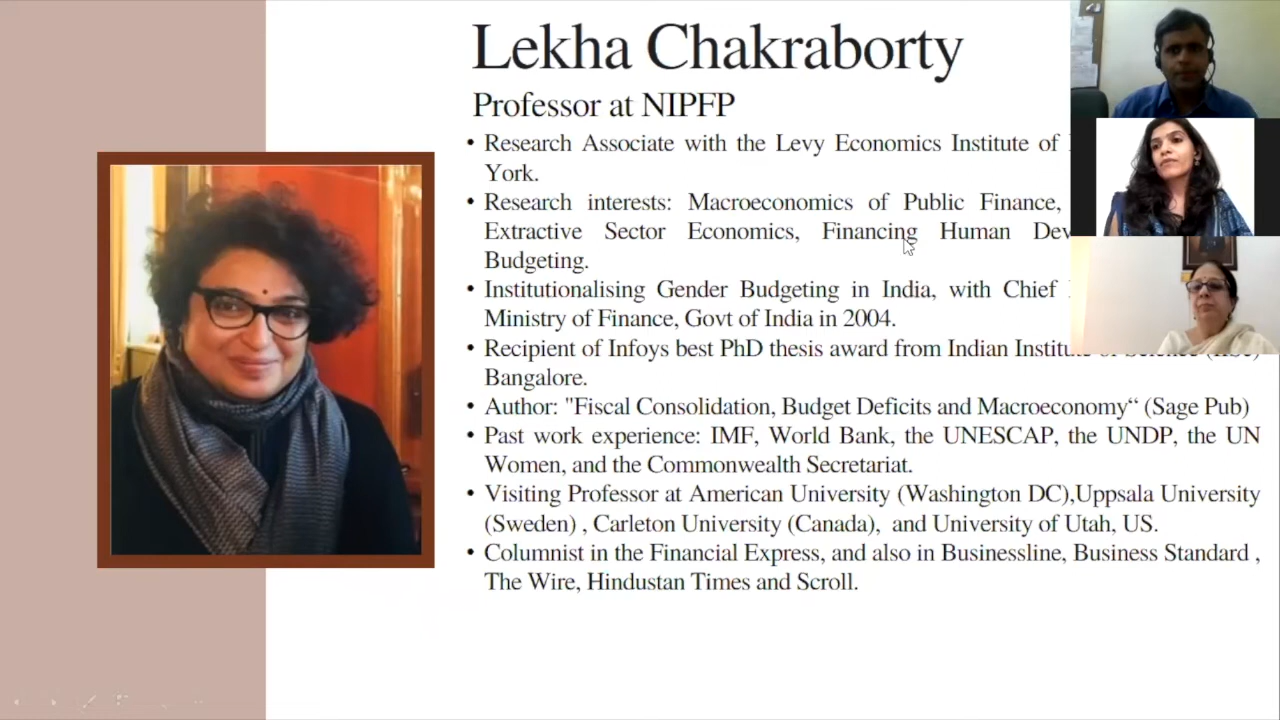 Lekha Chakraborty
Professor at NIPFP
• Research Associate with the Levy Economics Institute of
York.
• Research interests: Macroeconomics of Public Finance,
Extractive Sector Economics, Financing Human
Budgeting.
• Institutionalising Gender Budgeting in India, with Chief
Ministry of Finance, Govt of India in 2004.
• Recipient of Infoys best PhD thesis award from Indian Institute of Science
Bangalore.
• Author: "Fiscal Consolidation, Budget Deficits and Macroeconomy“ (Sage Pub)
• Past work experience: IMF, World Bank, the UNESCAP, the UNDP, the UN
Women, and the Commonwealth Secretariat.
• Visiting Professor at American University (Washington DC),Uppsala University
(Sweden) , Carleton University (Canada), and University of Utah, US.
• Columnist in the Financial Express, and also in Businessline, Business Standard ,
The Wire, Hindustan Times and Scroll.